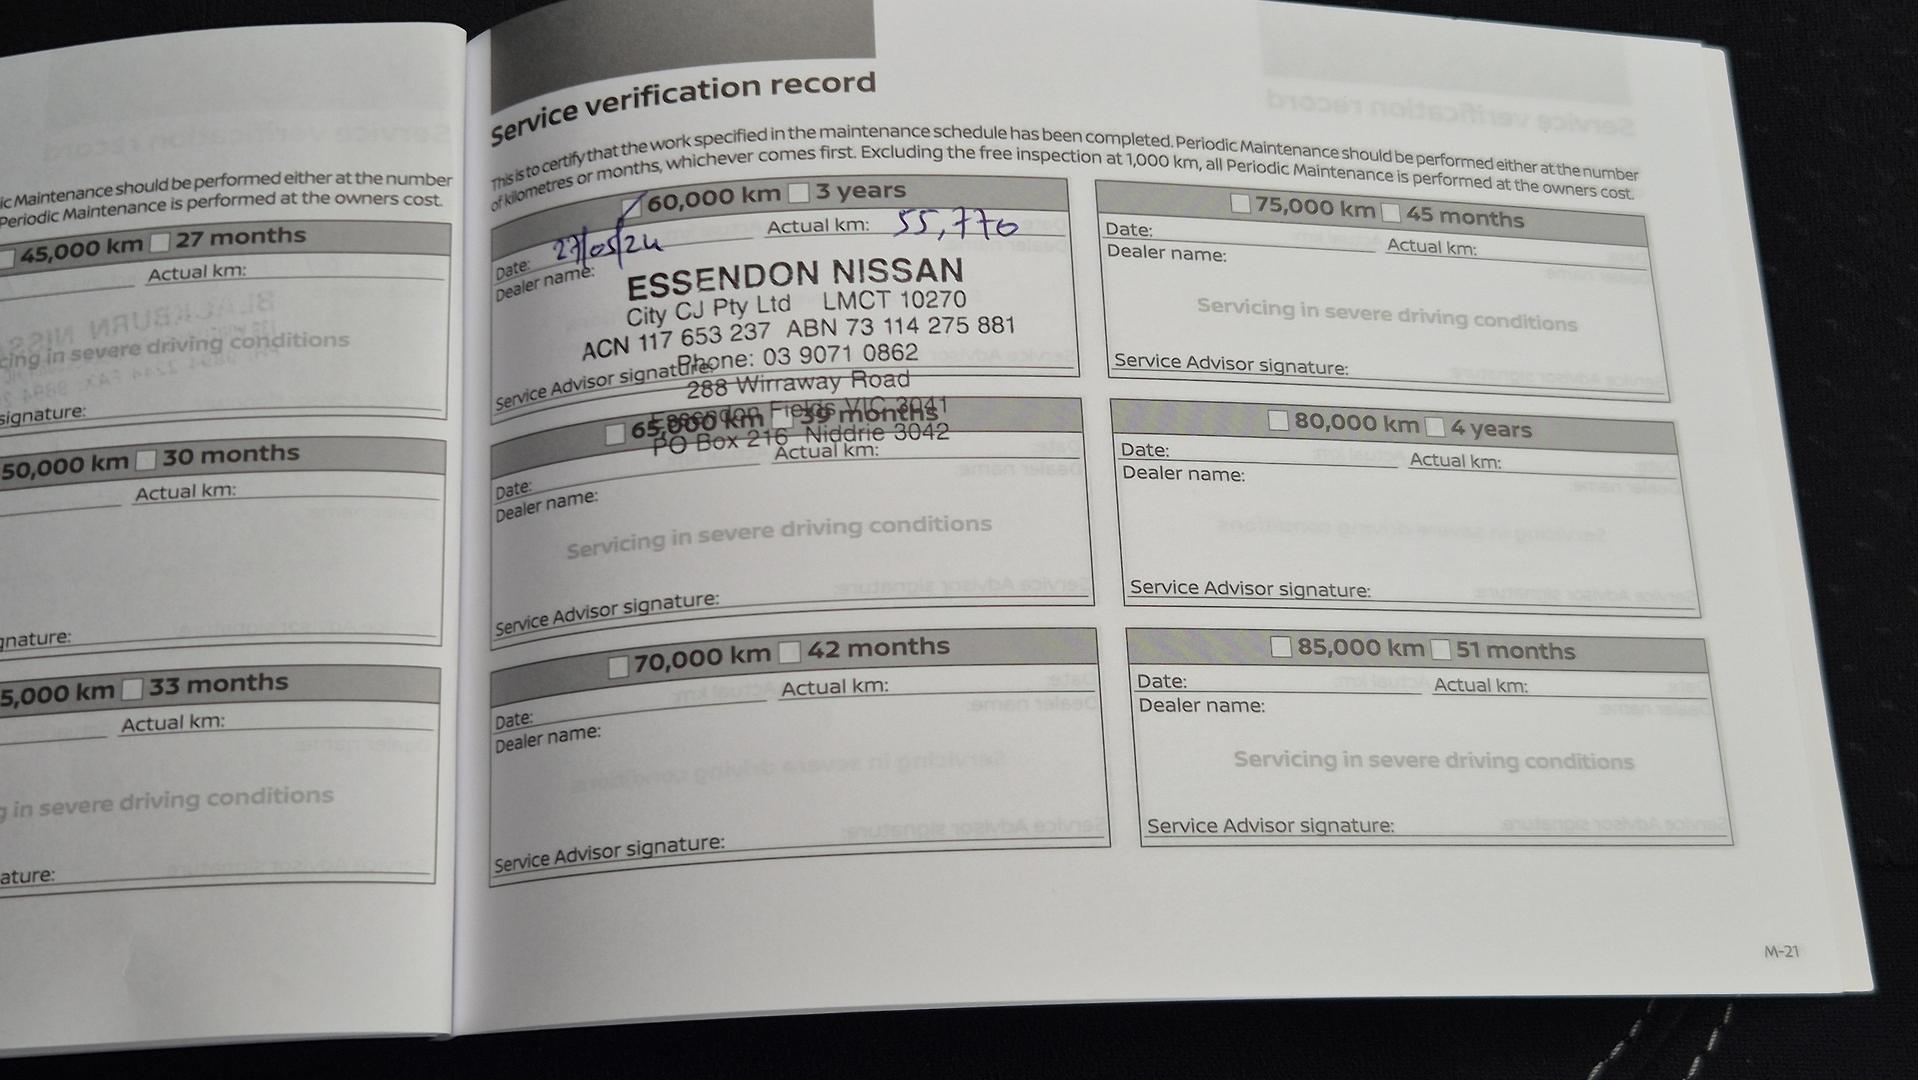 ic Maintenance should be performed either at the number
Periodic Maintenance is performed at the owners cost.
45,000 km 27 months
Actual km:
cing in severe driving conditions
signature:
50,000 km 30 months
Actual km:
gnature:
5,000 km 33 months
Actual km:
g in severe driving conditions
ature:
Service verification record
This is to certify that the work specified in the maintenance schedule has been completed. Periodic Maintenance should be performed either at the number
of kilometres or months, whichever comes first. Excluding the free inspection at 1,000 km, all Periodic Maintenance is performed at the owners cost.
60,000 km 3 years
Date: 27/05/24 Actual km: 55,770
Dealer name:
ESSENDON NISSAN
City CJ Pty Ltd LMCT 10270
ACN 117 653 237 ABN 73 114 275 881
Phone: 03 9071 0862
Service Advisor signature:
288 Wirraway Road
Essendon Fields VIC 3041
65,000 km 39 months
PO Box 216 Niddrie 3042
Date: Actual km:
Dealer name:
Servicing in severe driving conditions
Service Advisor signature:
70,000 km 42 months
Date: Actual km:
Dealer name:
Service Advisor signature:
75,000 km 45 months
Date: Actual km:
Dealer name:
Servicing in severe driving conditions
Service Advisor signature:
80,000 km 4 years
Date: Actual km:
Dealer name:
Service Advisor signature:
85,000 km 51 months
Date: Actual km:
Dealer name:
Servicing in severe driving conditions
Service Advisor signature:
M-21